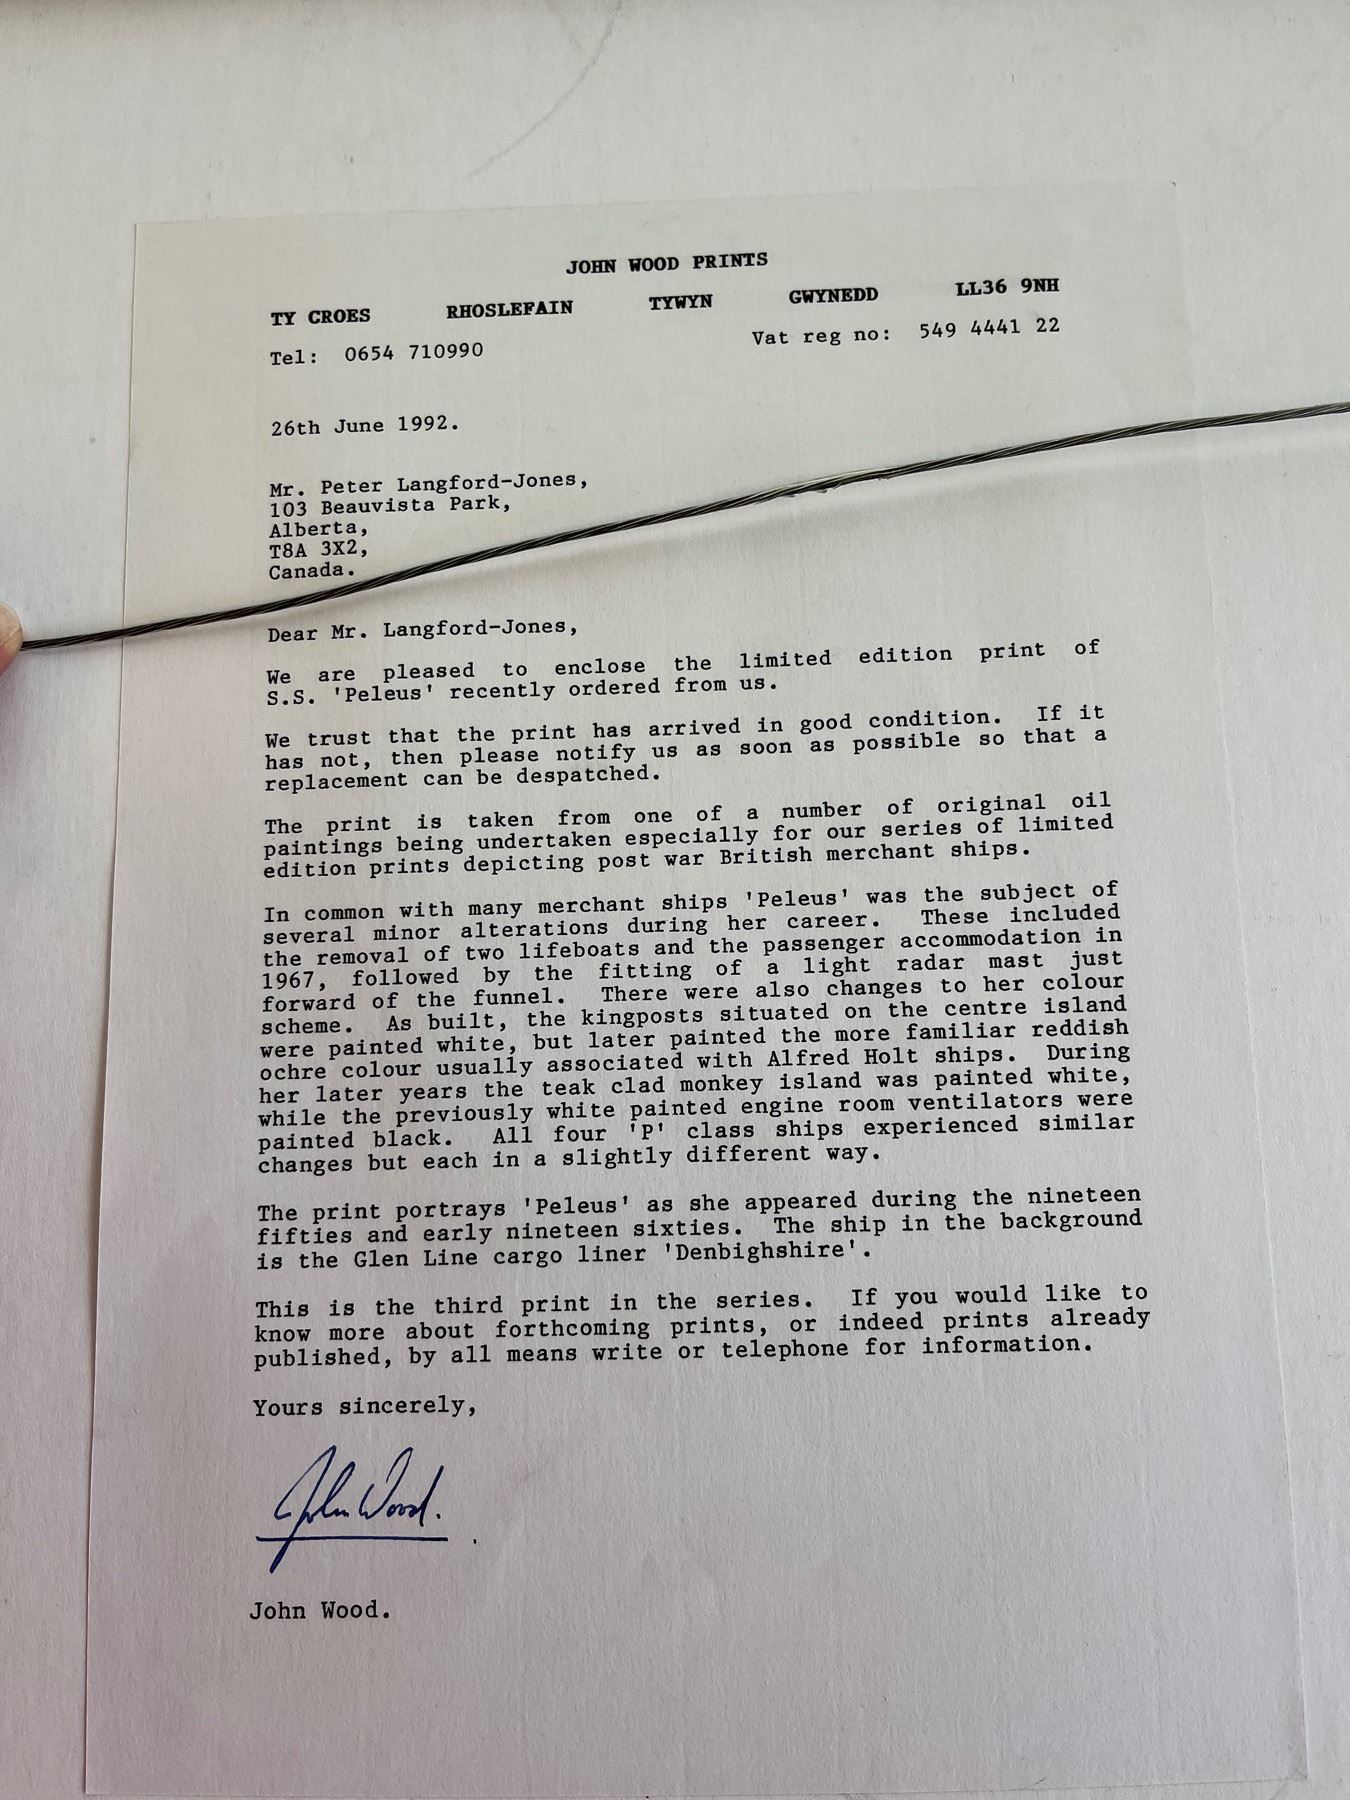 JOHN WOOD PRINTS
TY CROES RHOSLEFAIN TYWYN GWYNEDD LL36 9NH
Tel: 0654 710990 Vat reg no: 549 4441 22
26th June 1992.
Mr. Peter Langford-Jones,
103 Beauvista Park,
Alberta,
T8A 3X2,
Canada.
Dear Mr. Langford-Jones,
We are pleased to enclose the limited edition print of
S.S. 'Peleus' recently ordered from us.
We trust that the print has arrived in good condition. If it
has not, then please notify us as soon as possible so that a
replacement can be despatched.
The print is taken from one of a number of original oil
paintings being undertaken especially for our series of limited
edition prints depicting post war British merchant ships.
In common with many merchant ships 'Peleus' was the subject of
several minor alterations during her career. These included
the removal of two lifeboats and the passenger accommodation in
1967, followed by the fitting of a light radar mast just
forward of the funnel. There were also changes to her colour
scheme. As built, the kingposts situated on the centre island
were painted white, but later painted the more familiar reddish
ochre colour usually associated with Alfred Holt ships. During
her later years the teak clad monkey island was painted white,
while the previously white painted engine room ventilators were
painted black. All four 'P' class ships experienced similar
changes but each in a slightly different way.
The print portrays 'Peleus' as she appeared during the nineteen
fifties and early nineteen sixties. The ship in the background
is the Glen Line cargo liner 'Denbighshire'.
This is the third print in the series. If you would like to
know more about forthcoming prints, or indeed prints already
published, by all means write or telephone for information.
Yours sincerely,
John Wood.
John Wood.